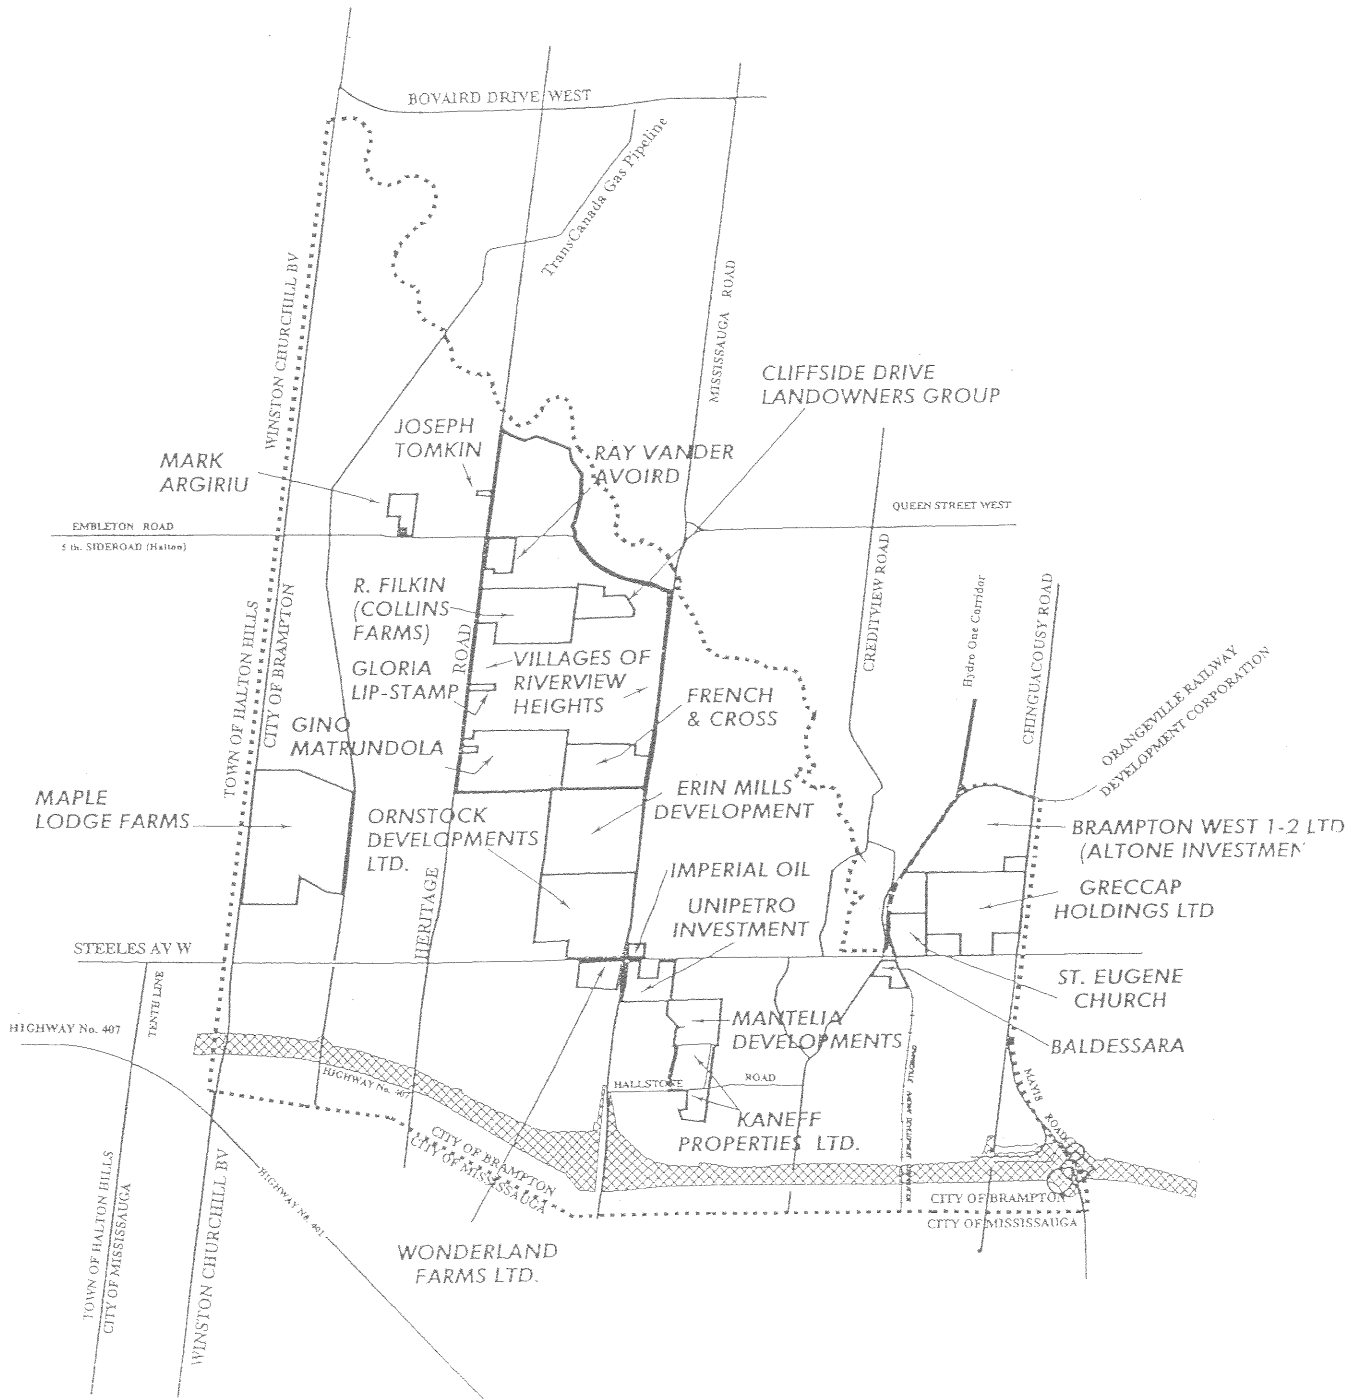 BOVAIRD DRIVE WEST
TransCanada Gas Pipeline
WINSTON CHURCHILL BV
MISSISSAUGA ROAD
CLIFFSIDE DRIVE
LANDOWNERS GROUP
JOSEPH
TOMKIN
RAY VANDER
AVOIRD
MARK
ARGIRIU
QUEEN STREET WEST
EMBLETON ROAD
5 th. SIDEROAD (Halton)
CREDITVIEW ROAD
Hydro One Corridor
CHINGUACOUSY ROAD
R. FILKIN
(COLLINS
FARMS)
TOWN OF HALTON HILLS
CITY OF BRAMPTON
ROAD
VILLAGES OF
RIVERVIEW
HEIGHTS
GLORIA
LIP-STAMP
FRENCH
& CROSS
ORANGEVILLE RAILWAY
DEVELOPMENT CORPORATION
GINO
MATRUNDOLA
ERIN MILLS
DEVELOPMENT
MAPLE
LODGE FARMS
ORNSTOCK
DEVELOPMENTS
LTD.
BRAMPTON WEST 1-2 LTD
(ALTONE INVESTMEN
IMPERIAL OIL
GRECCAP
HOLDINGS LTD
UNIPETRO
INVESTMENT
HERITAGE
STEELES AV W
ST. EUGENE
CHURCH
TENTH LINE
HIGHWAY No. 407
MANTELIA
DEVELOPMENTS
BALDESSARA
HIGHWAY No. 407
HALLSTONE ROAD
MAVIS ROAD
KANEFF
PROPERTIES LTD.
CITY OF BRAMPTON
CITY OF MISSISSAUGA
HIGHWAY No. 401
TOWN OF HALTON HILLS
CITY OF MISSISSAUGA
WINSTON CHURCHILL BV
CITY OF BRAMPTON
CITY OF MISSISSAUGA
WONDERLAND
FARMS LTD.